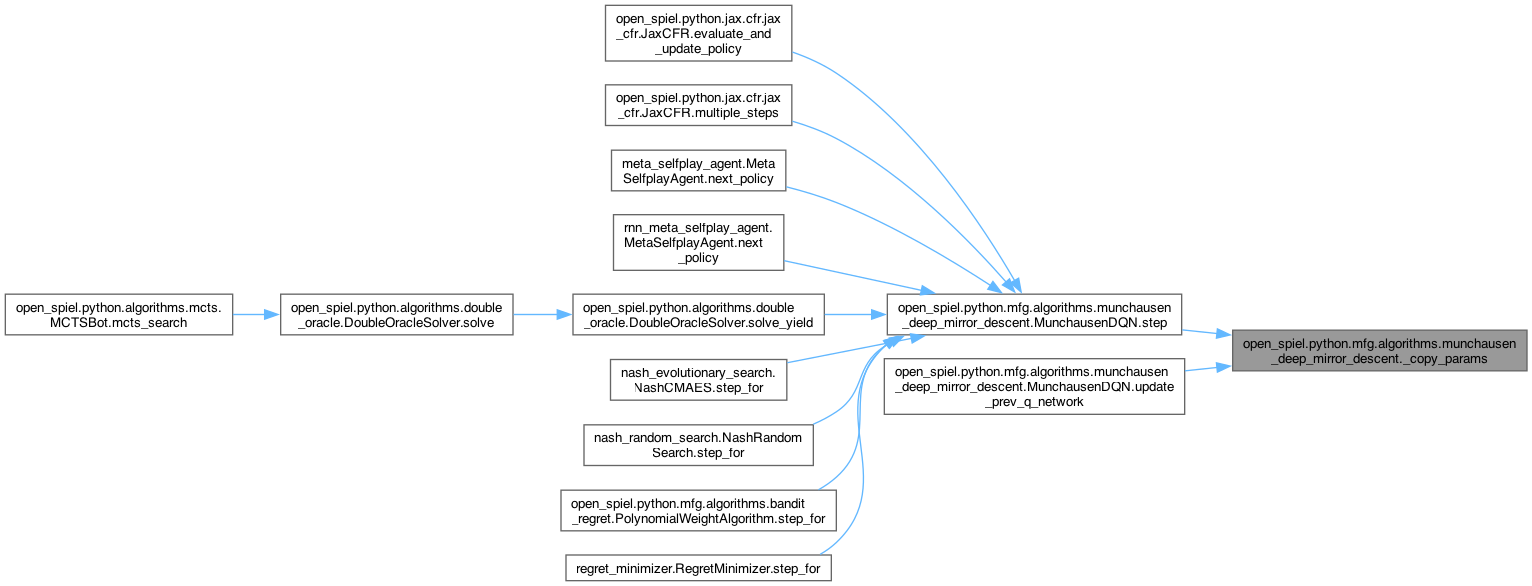 open_spiel.python.jax.cfr.jax
_cfr.JaxCFR.evaluate_and
_update_policy
open_spiel.python.jax.cfr.jax
_cfr.JaxCFR.multiple_steps
meta_selfplay_agent.Meta
SelfplayAgent.next_policy
rnn_meta_selfplay_agent.
MetaSelfplayAgent.next
_policy
open_spiel.python.algorithms.mcts.
MCTSBot.mcts_search
open_spiel.python.algorithms.double
_oracle.DoubleOracleSolver.solve
open_spiel.python.algorithms.double
_oracle.DoubleOracleSolver.solve_yield
open_spiel.python.mfg.algorithms.munchausen
_deep_mirror_descent.MunchausenDQN.step
open_spiel.python.mfg.algorithms.munchausen
_deep_mirror_descent._copy_params
nash_evolutionary_search.
NashCMAES.step_for
open_spiel.python.mfg.algorithms.munchausen
_deep_mirror_descent.MunchausenDQN.update
_prev_q_network
nash_random_search.NashRandom
Search.step_for
open_spiel.python.mfg.algorithms.bandit
_regret.PolynomialWeightAlgorithm.step_for
regret_minimizer.RegretMinimizer.step_for